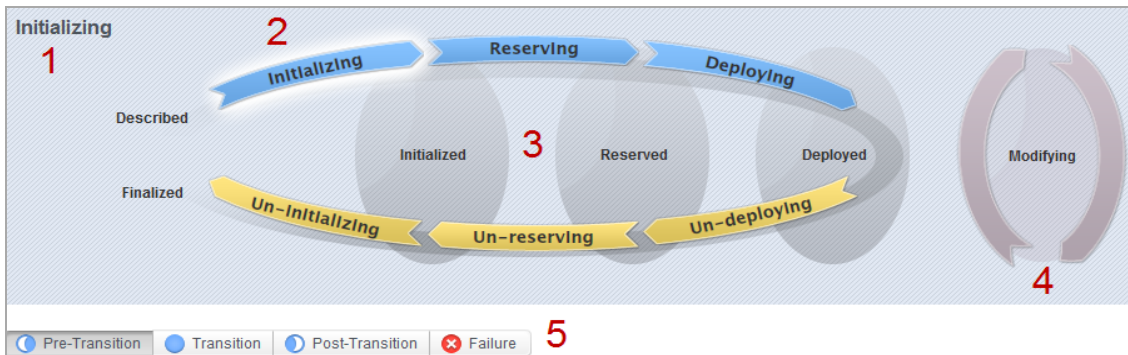 Initializing
1
2
Initializing
Reserving
Deploying
Described
Initialized
3
Reserved
Deployed
Modifying
Finalized
Un-initializing
Un-reserving
Un-deploying
4
Pre-Transition
Transition
Post-Transition
Failure
5